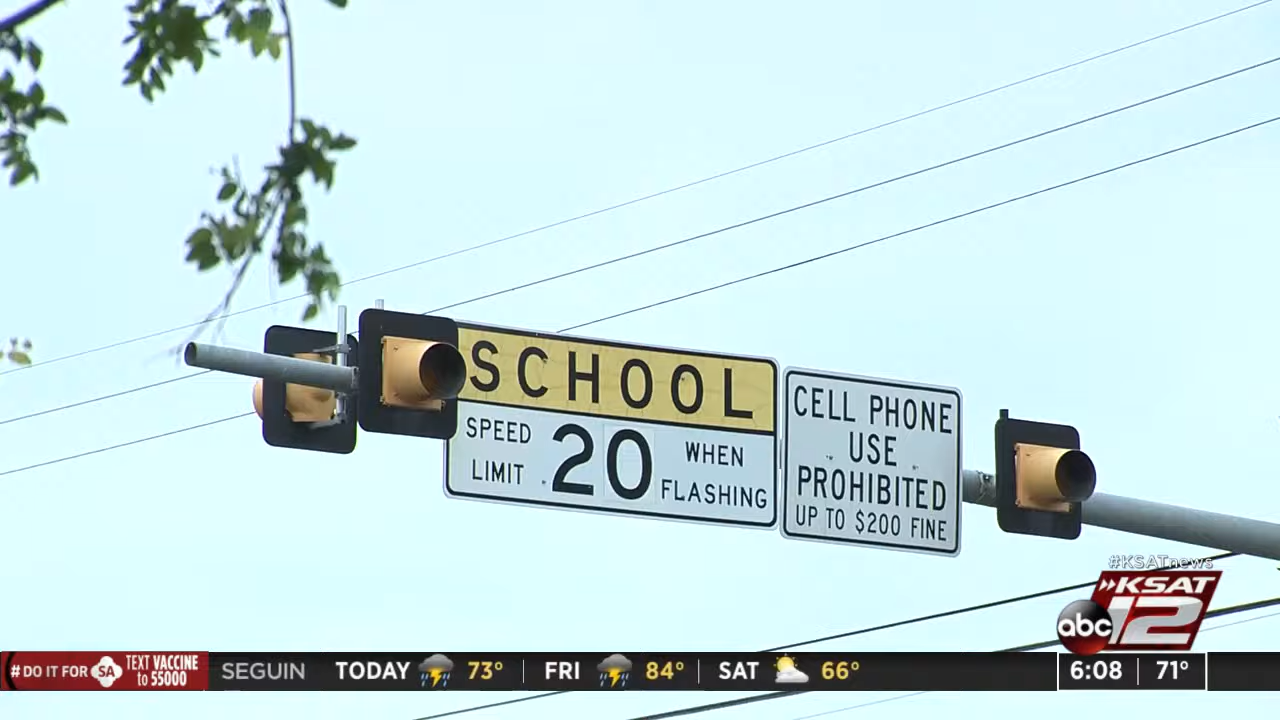 SCHOOL
SPEED LIMIT 20 WHEN FLASHING
CELL PHONE
USE
PROHIBITED
UP TO $200 FINE
#KSATnews
KSAT
abc 12
#DO IT FOR SA TEXT VACCINE to 55000 SEGUIN TODAY 73° FRI 84° SAT 66° 6:08 71°